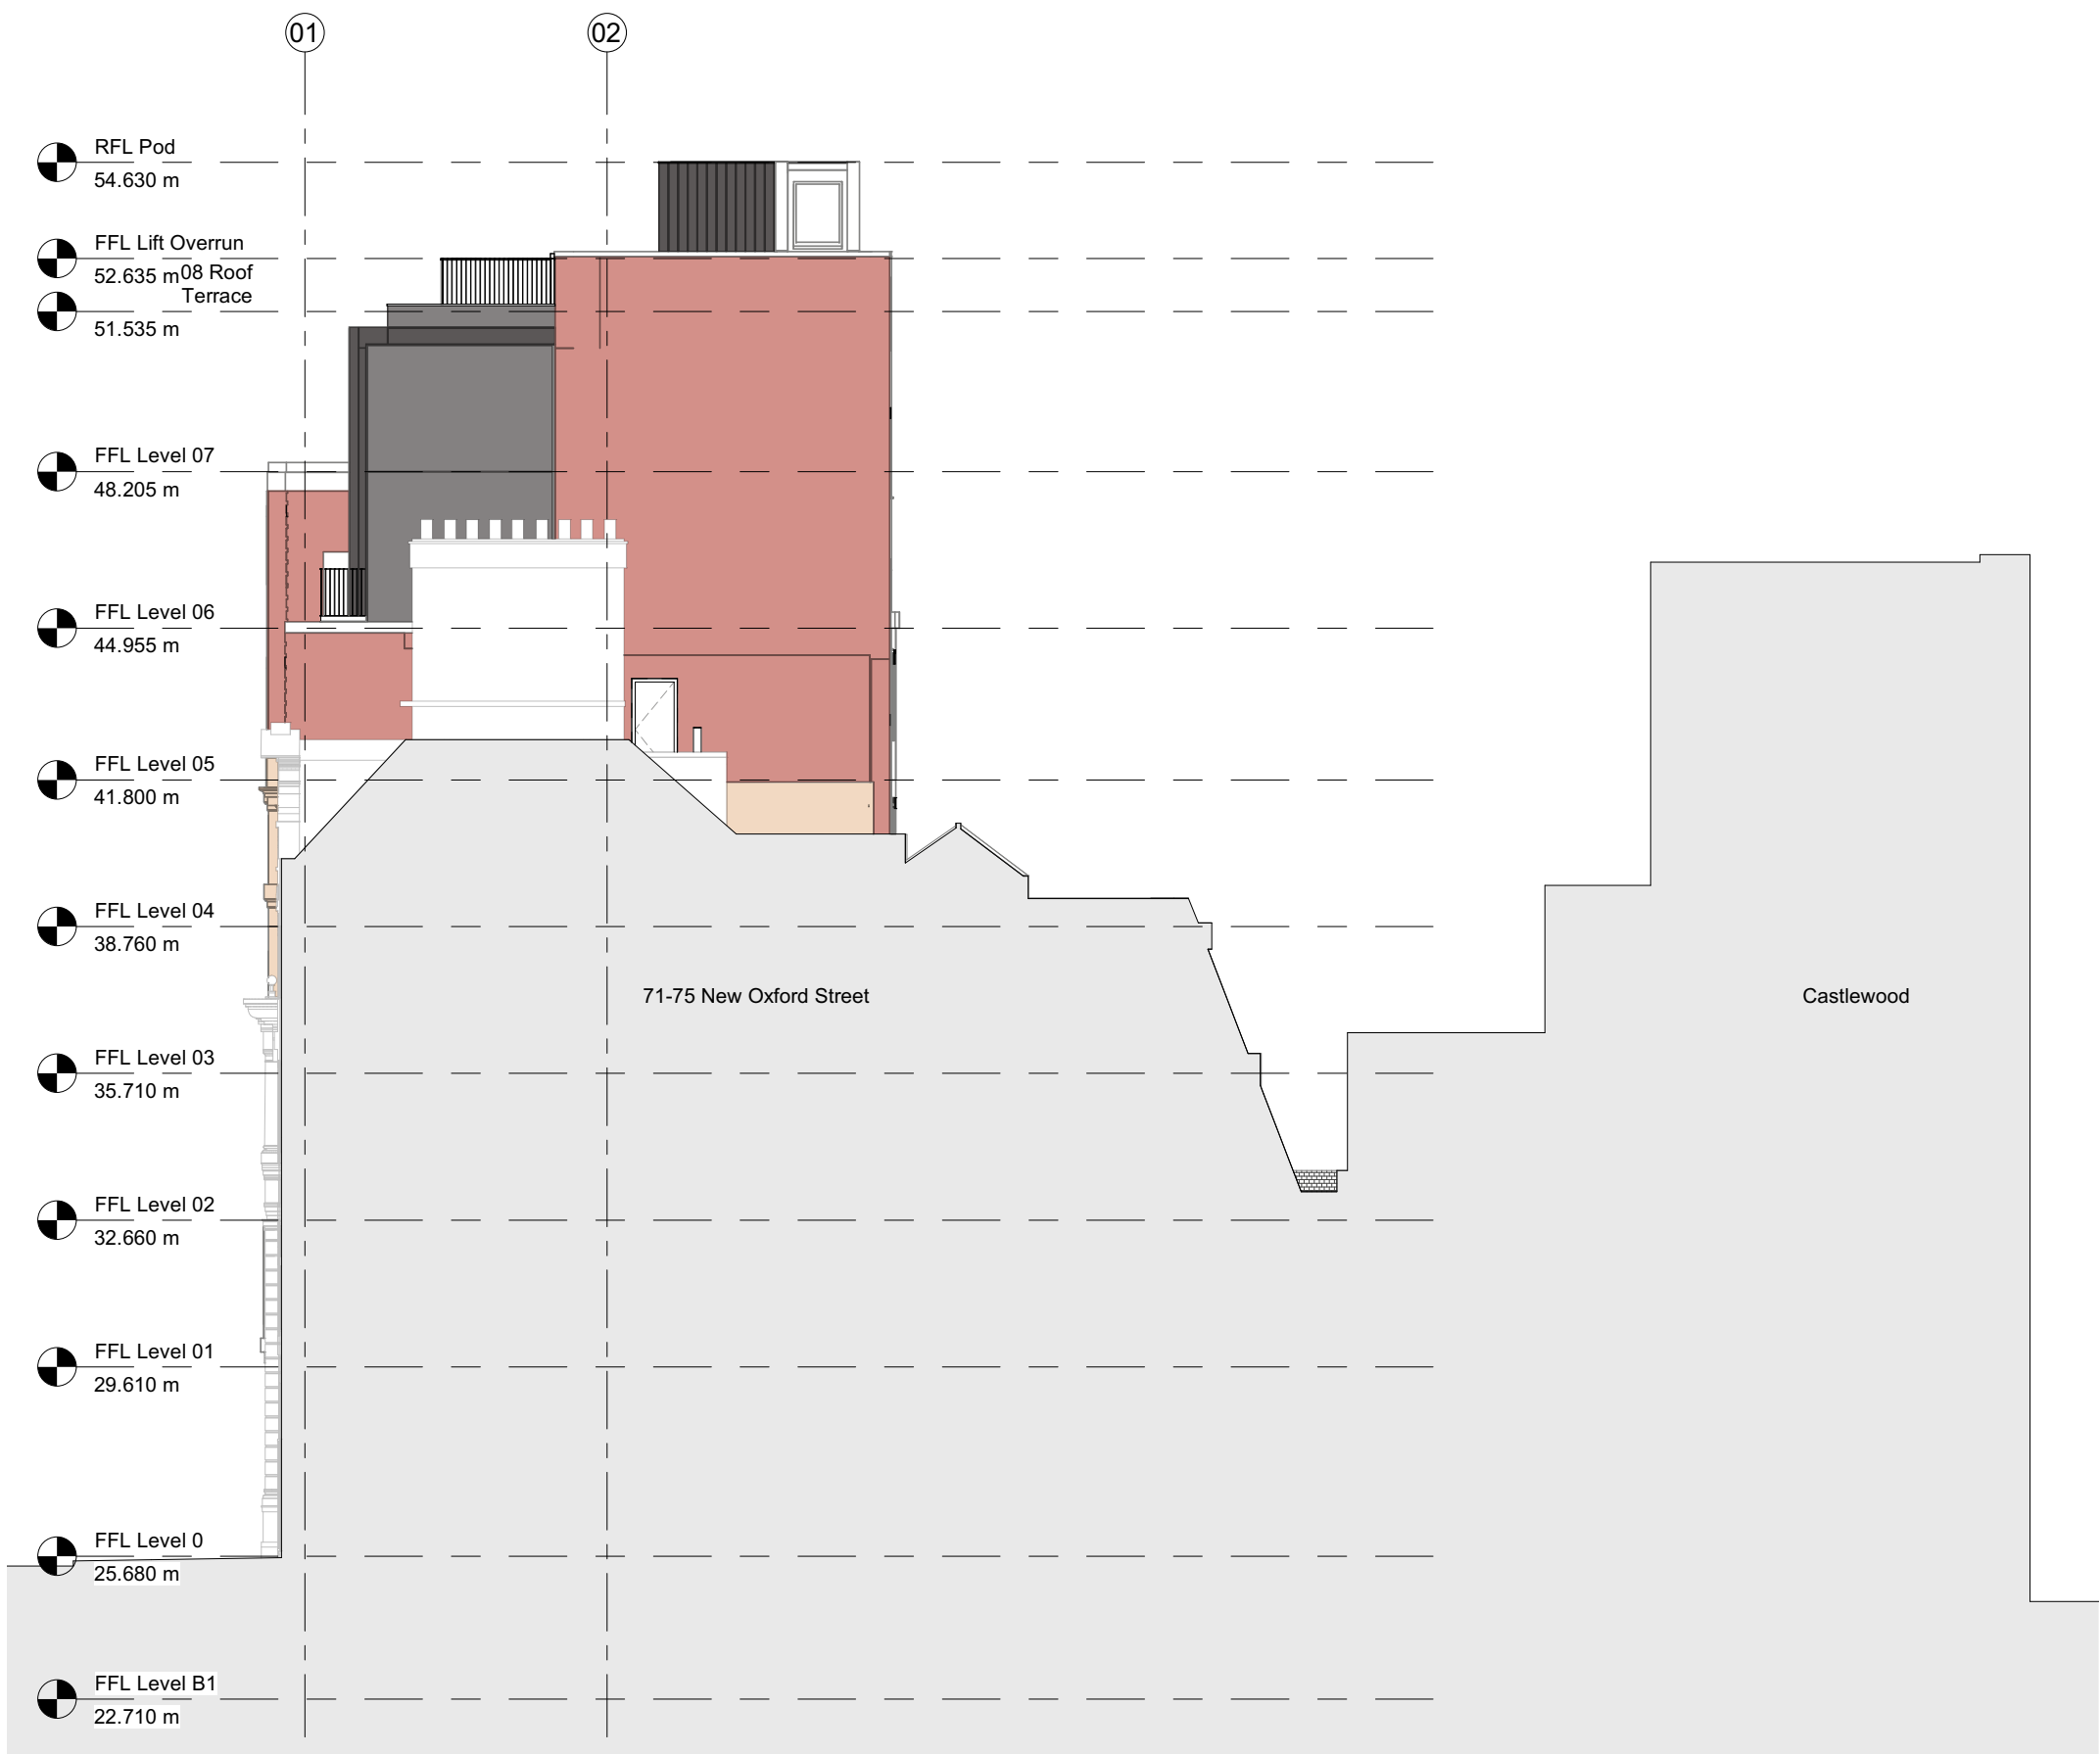 01
02
RFL Pod
54.630 m
FFL Lift Overrun
52.635 m
08 Roof
Terrace
51.535 m
FFL Level 07
48.205 m
FFL Level 06
44.955 m
FFL Level 05
41.800 m
FFL Level 04
38.760 m
71-75 New Oxford Street
Castlewood
FFL Level 03
35.710 m
FFL Level 02
32.660 m
FFL Level 01
29.610 m
FFL Level 0
25.680 m
FFL Level B1
22.710 m